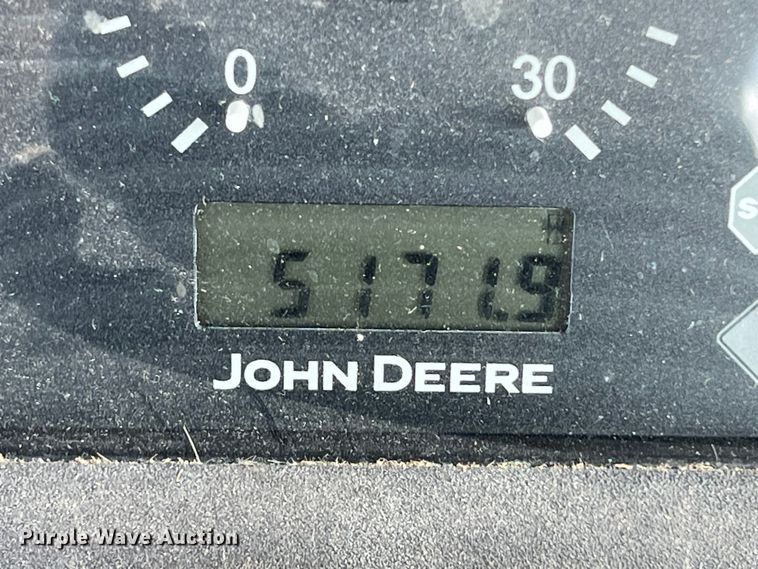 0 30
S
5171.9
JOHN DEERE
Purple Wave Auction